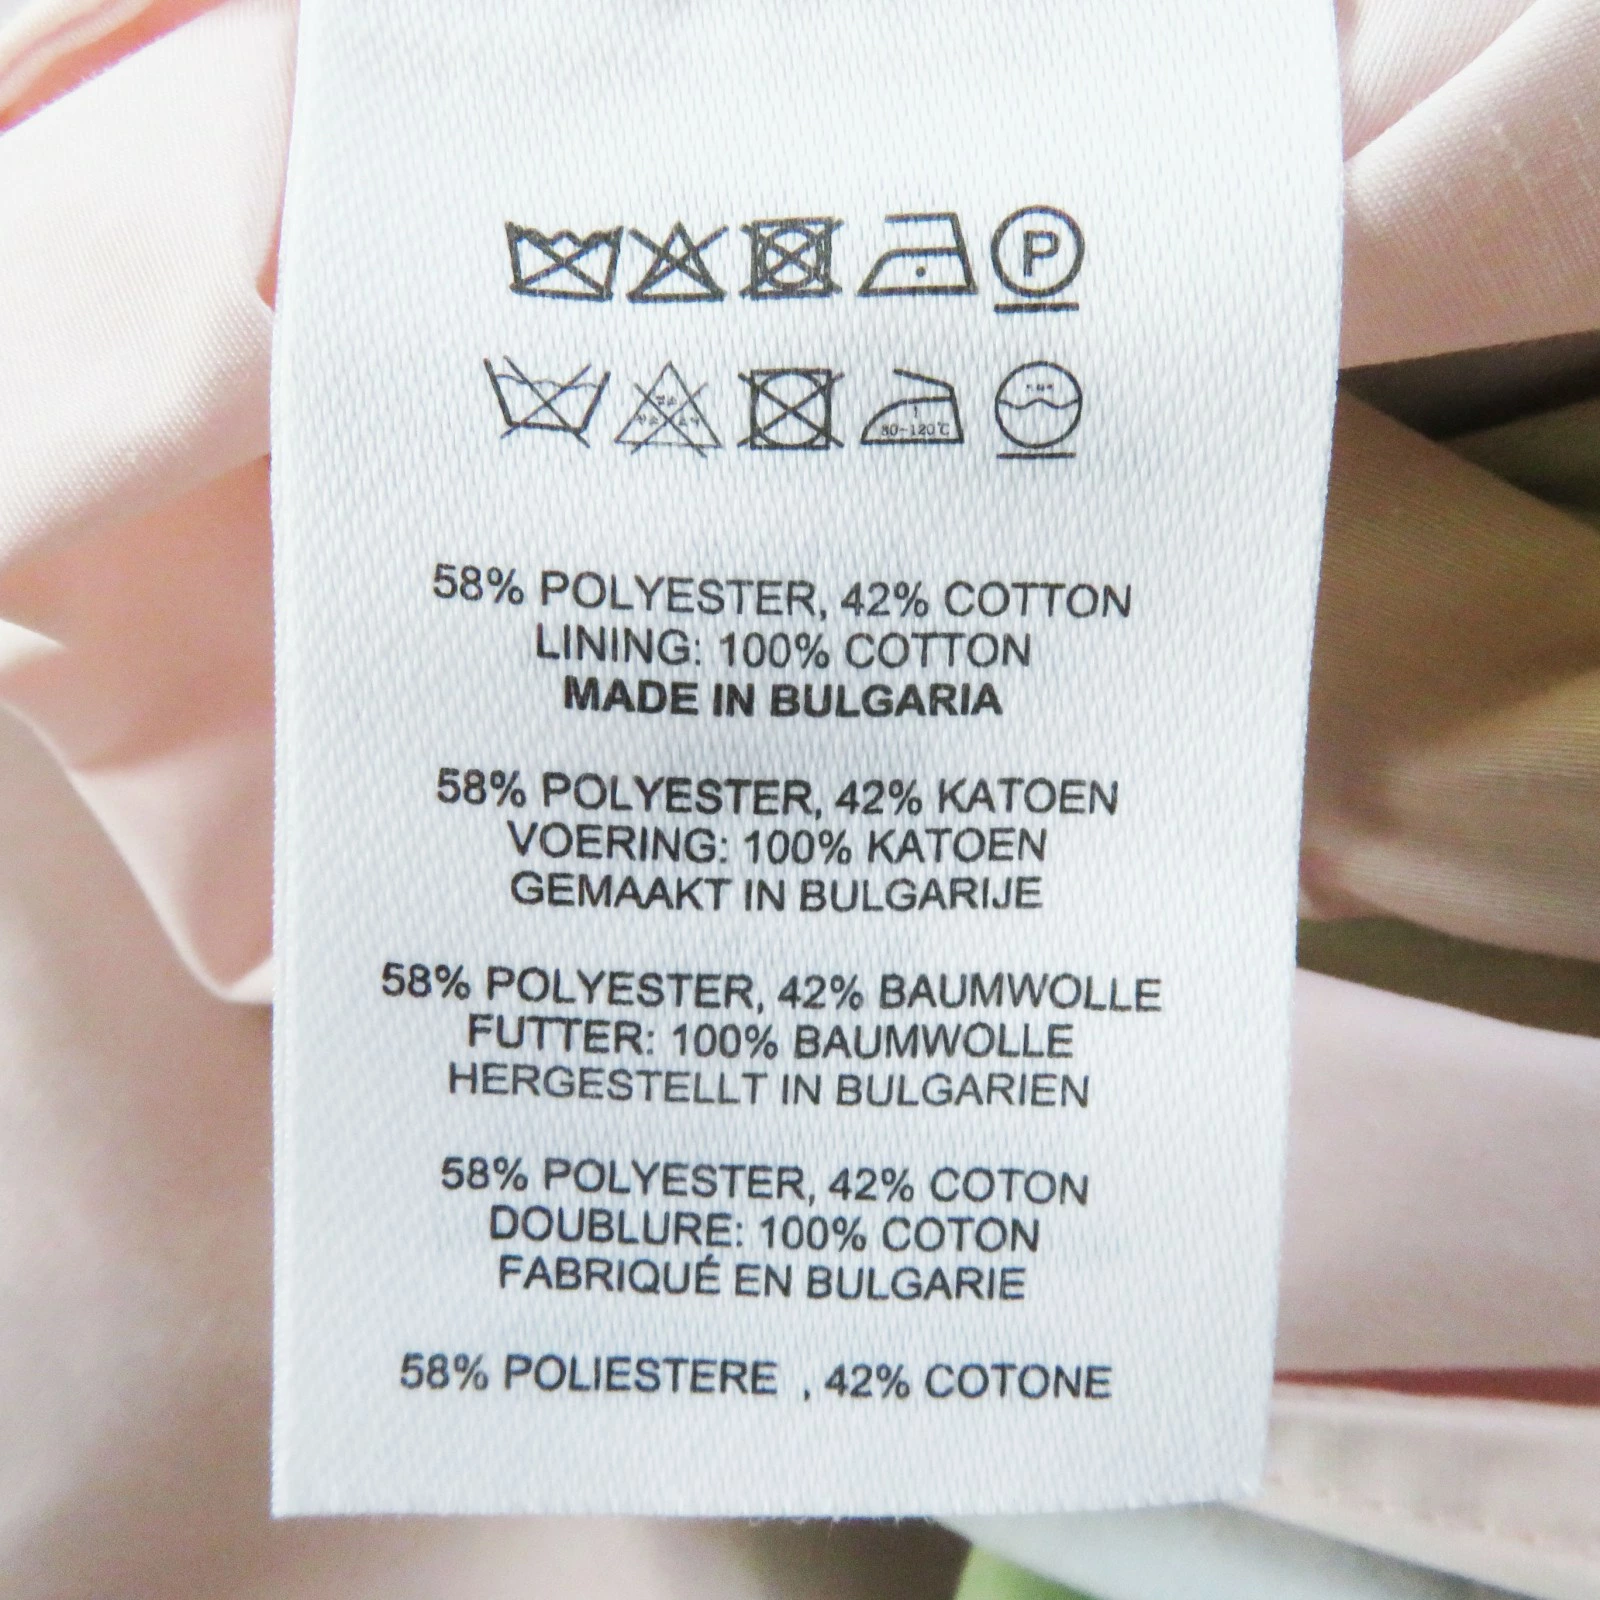 P
80~120℃
58% POLYESTER, 42% COTTON
LINING: 100% COTTON
MADE IN BULGARIA
58% POLYESTER, 42% KATOEN
VOERING: 100% KATOEN
GEMAAKT IN BULGARIJE
58% POLYESTER, 42% BAUMWOLLE
FUTTER: 100% BAUMWOLLE
HERGESTELLT IN BULGARIEN
58% POLYESTER, 42% COTON
DOUBLURE: 100% COTON
FABRIQUÉ EN BULGARIE
58% POLIESTERE , 42% COTONE